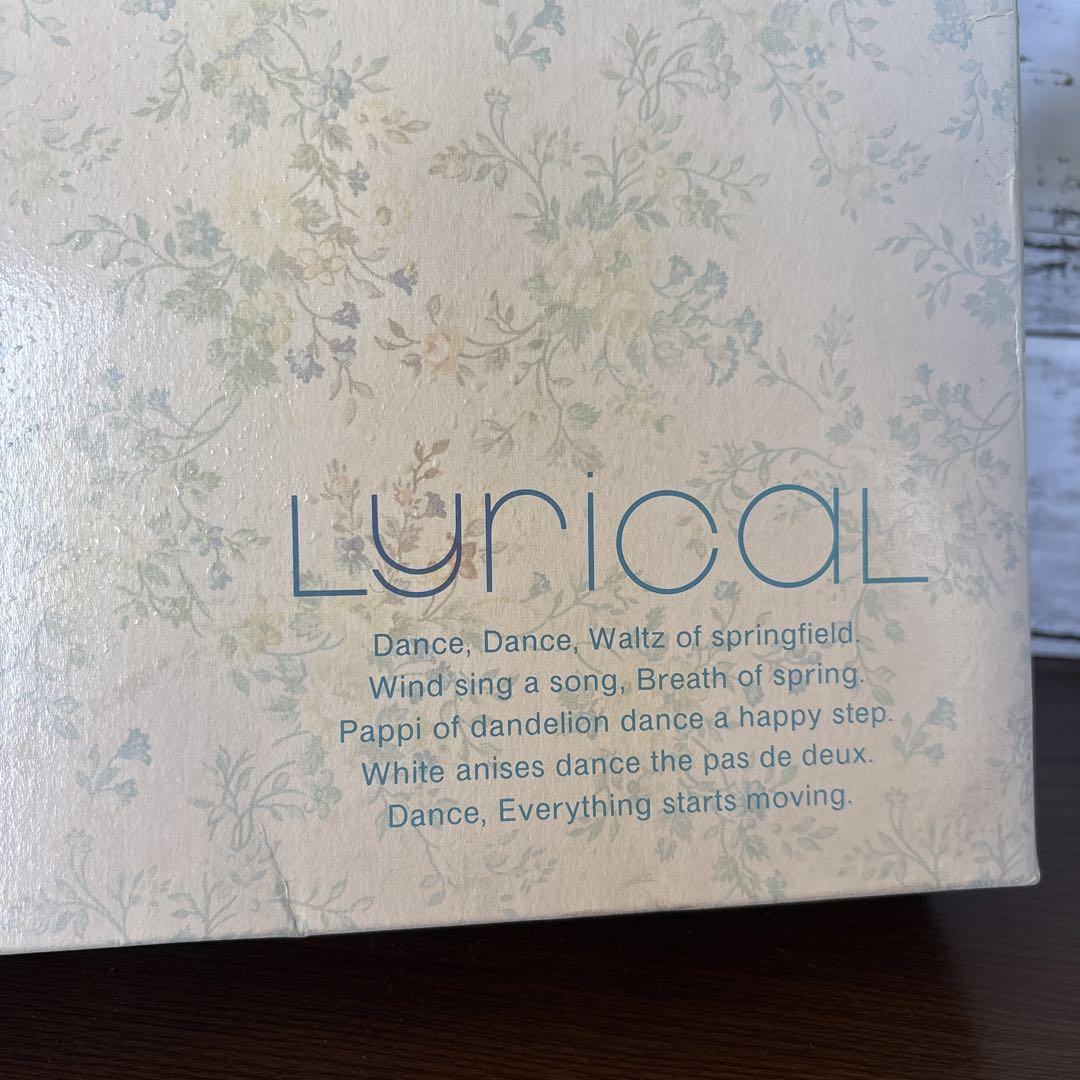 Lyrical
Dance, Dance, Waltz of springfield.
Wind sing a song, Breath of spring.
Pappi of dandelion dance a happy step.
White anises dance the pas de deux.
Dance, Everything starts moving.